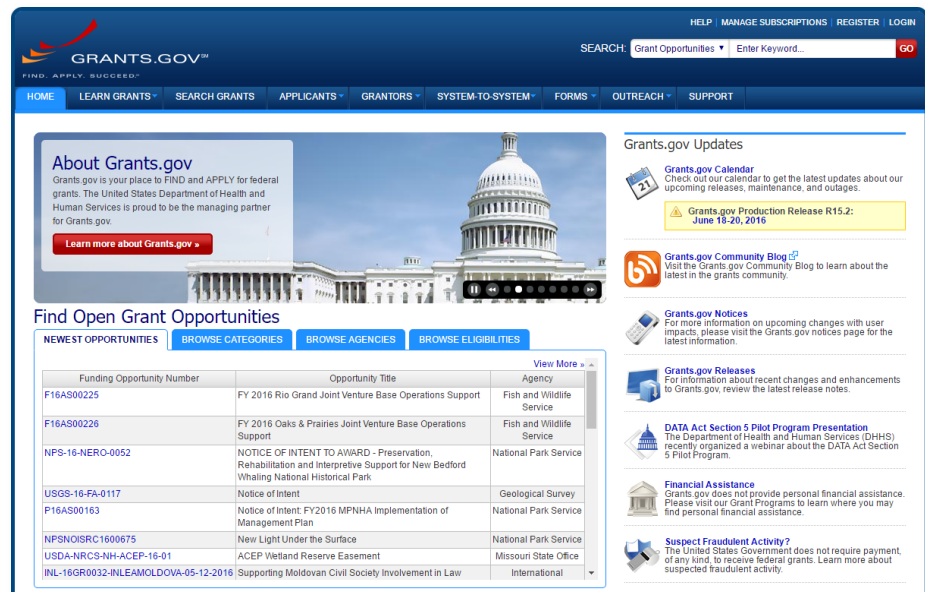 HELP | MANAGE SUBSCRIPTIONS | REGISTER | LOGIN
GRANTS.GOV℠
FIND. APPLY. SUCCEED.℠
SEARCH: Grant Opportunities ▼ Enter Keyword... GO
HOME LEARN GRANTS SEARCH GRANTS APPLICANTS GRANTORS SYSTEM-TO-SYSTEM FORMS OUTREACH SUPPORT
About Grants.gov
Grants.gov is your place to FIND and APPLY for federal
grants. The United States Department of Health and
Human Services is proud to be the managing partner
for Grants.gov.
Learn more about Grants.gov »
Find Open Grant Opportunities
NEWEST OPPORTUNITIES BROWSE CATEGORIES BROWSE AGENCIES BROWSE ELIGIBILITIES
View More »
Funding Opportunity Number Opportunity Title Agency
F16AS00225 FY 2016 Rio Grand Joint Venture Base Operations Support Fish and Wildlife
Service
F16AS00226 FY 2016 Oaks & Prairies Joint Venture Base Operations Fish and Wildlife
Support Service
NPS-16-NERO-0052 NOTICE OF INTENT TO AWARD - Preservation, National Park Service
Rehabilitation and Interpretive Support for New Bedford
Whaling National Historical Park
USGS-16-FA-0117 Notice of Intent Geological Survey
P16AS00163 Notice of Intent: FY2016 MPNHA Implementation of National Park Service
Management Plan
NPSNOISRC1600675 New Light Under the Surface National Park Service
USDA-NRCS-NH-ACEP-16-01 ACEP Wetland Reserve Easement Missouri State Office
INL-16GR0032-INLEAMOLDOVA-05-12-2016 Supporting Moldovan Civil Society Involvement in Law International
Grants.gov Updates
Grants.gov Calendar
Check out our calendar to get the latest updates about our
upcoming releases, maintenance, and outages.
21
Grants.gov Production Release R15.2:
June 18-20, 2016
Grants.gov Community Blog
Visit the Grants.gov Community Blog to learn about the
latest in the grants community.
Grants.gov Notices
For more information on upcoming changes with user
impacts, please visit the Grants.gov notices page for the
latest information.
Grants.gov Releases
For information about recent changes and enhancements
to Grants.gov, review the latest release notes.
DATA Act Section 5 Pilot Program Presentation
The Department of Health and Human Services (DHHS)
recently organized a webinar about the DATA Act Section
5 Pilot Program.
Financial Assistance
Grants.gov does not provide personal financial assistance.
Please visit our Grant Programs to learn where you may
find personal financial assistance.
Suspect Fraudulent Activity?
The United States Government does not require payment,
of any kind, to receive federal grants. Learn more about
suspected fraudulent activity.